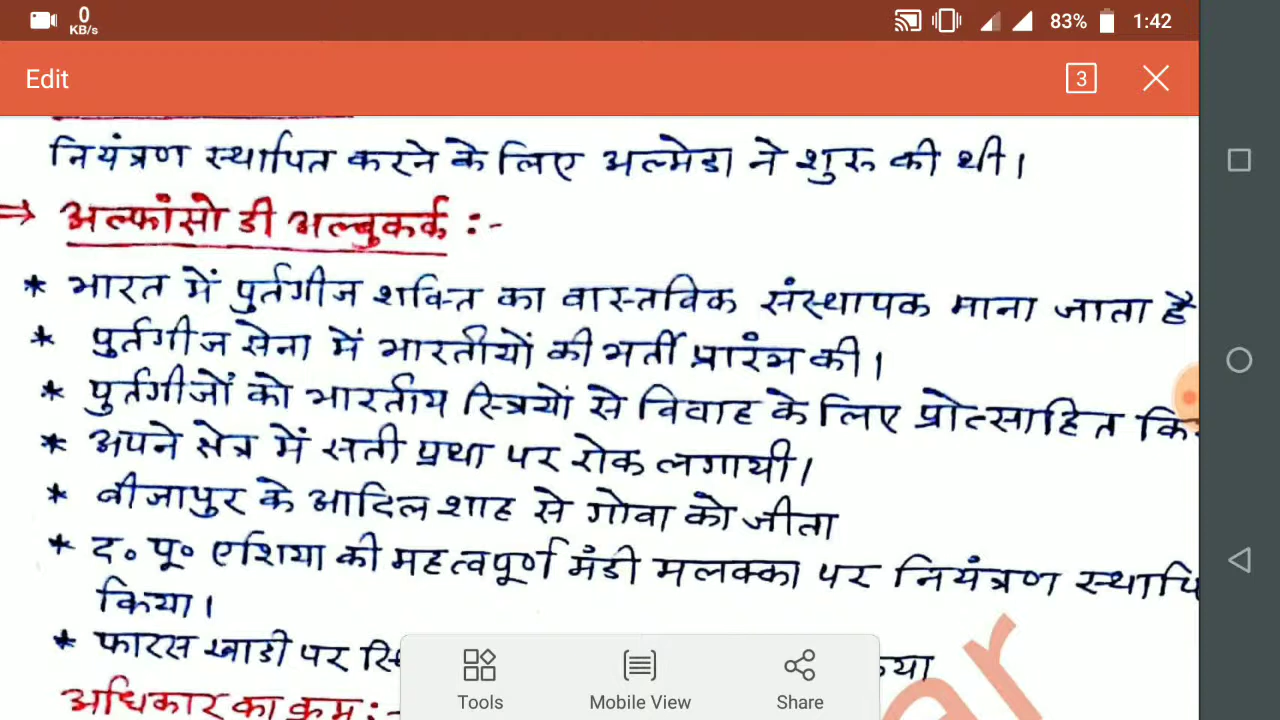 0 KB/s 83% 1:42
Edit 3
नियंत्रण स्थापित करने के लिए अल्मेडा ने शुरु की थी।
⇒ अल्फांसो डी अल्बुकर्क :-
* भारत में पुर्तगीज शक्ति का वास्तविक संस्थापक माना जाता है
* पुर्तगीज सेना में भारतीयों की भर्ती प्रारंभ की।
* पुर्तगीजों को भारतीय स्त्रियों से विवाह के लिए प्रोत्साहित कि
* अपने क्षेत्र में सती प्रथा पर रोक लगायी।
* बीजापुर के आदिल शाह से गोवा को जीता
* द० पू० एशिया की महत्वपूर्ण मंडी मलक्का पर नियंत्रण स्थापि
किया।
* फारस खाडी पर
अधिकार का क्रम :-
Tools Mobile View Share